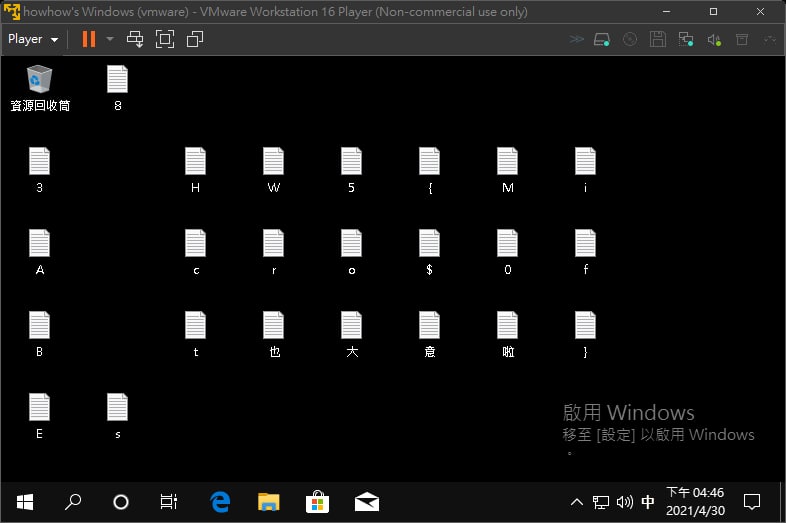 howhow's Windows (vmware) - VMware Workstation 16 Player (Non-commercial use only)
Player
資源回收筒 8
3 H W 5 { M i
A c r o $ 0 f
B t 也 大 意 啦 }
E s
啟用 Windows
移至 [設定] 以啟用 Windows
。
中 下午 04:46
2021/4/30